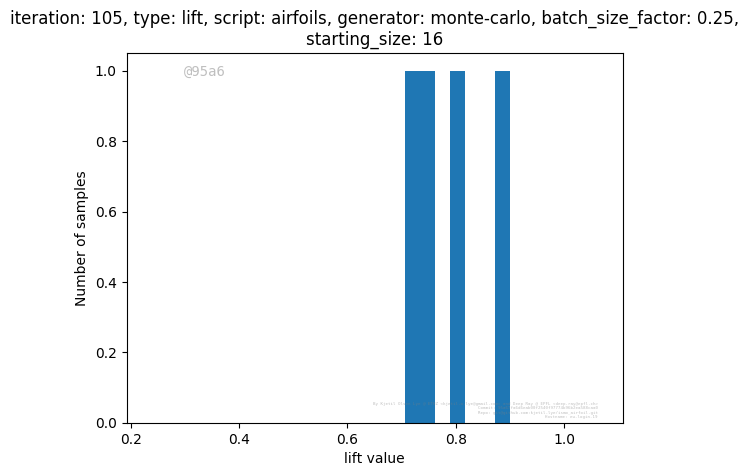 iteration: 105, type: lift, script: airfoils, generator: monte-carlo, batch_size_factor: 0.25,
starting_size: 16
@95a6
1.0
0.8
0.6
0.4
0.2
0.0
Number of samples
0.2 0.4 0.6 0.8 1.0
lift value